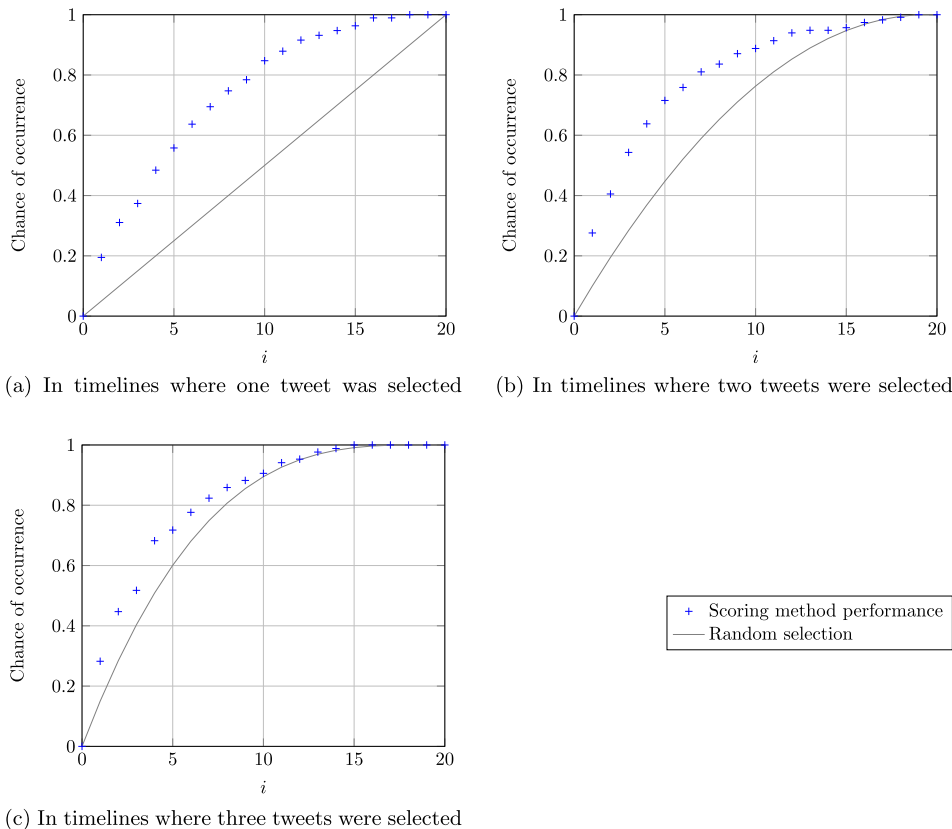 1
0.8
0.6
0.4
0.2
0
0 5 10 15 20
Chance of occurrence
i
(a) In timelines where one tweet was selected
1
0.8
0.6
0.4
0.2
0
0 5 10 15 20
Chance of occurrence
i
(b) In timelines where two tweets were selected
1
0.8
0.6
0.4
0.2
0
0 5 10 15 20
Chance of occurrence
i
(c) In timelines where three tweets were selected
Scoring method performance
Random selection